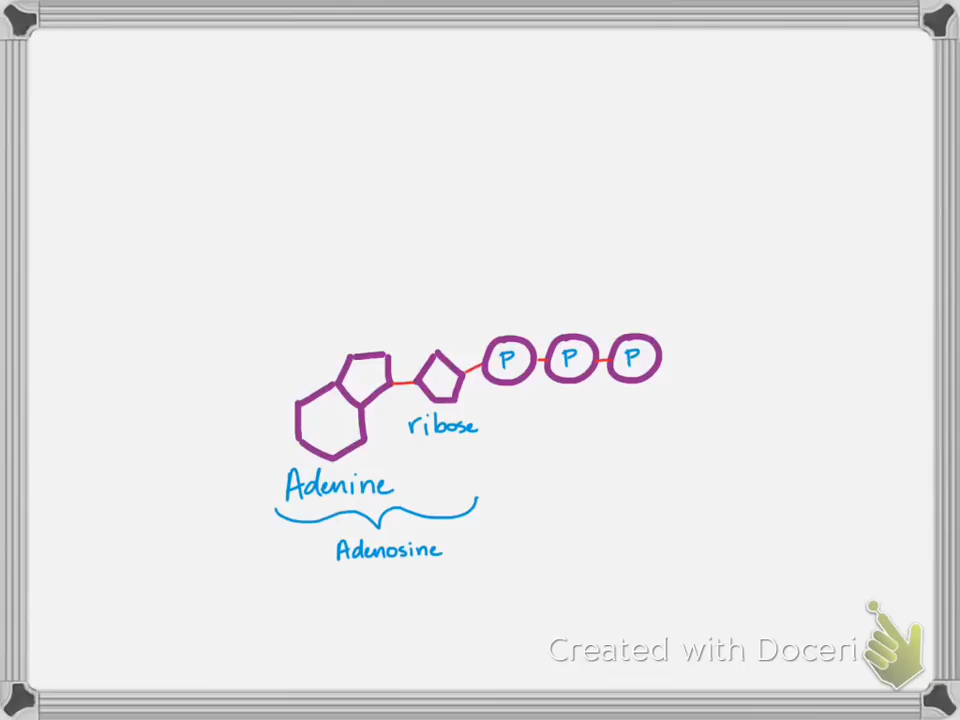 P P P
ribose
Adenine
Adenosine
Created with Doceri